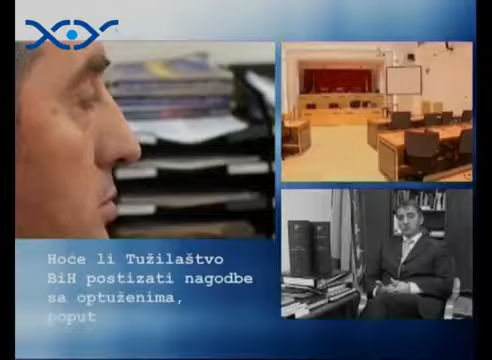 Hoće li Tužilaštvo
BiH postizati nagodbe
sa optuženima,
poput